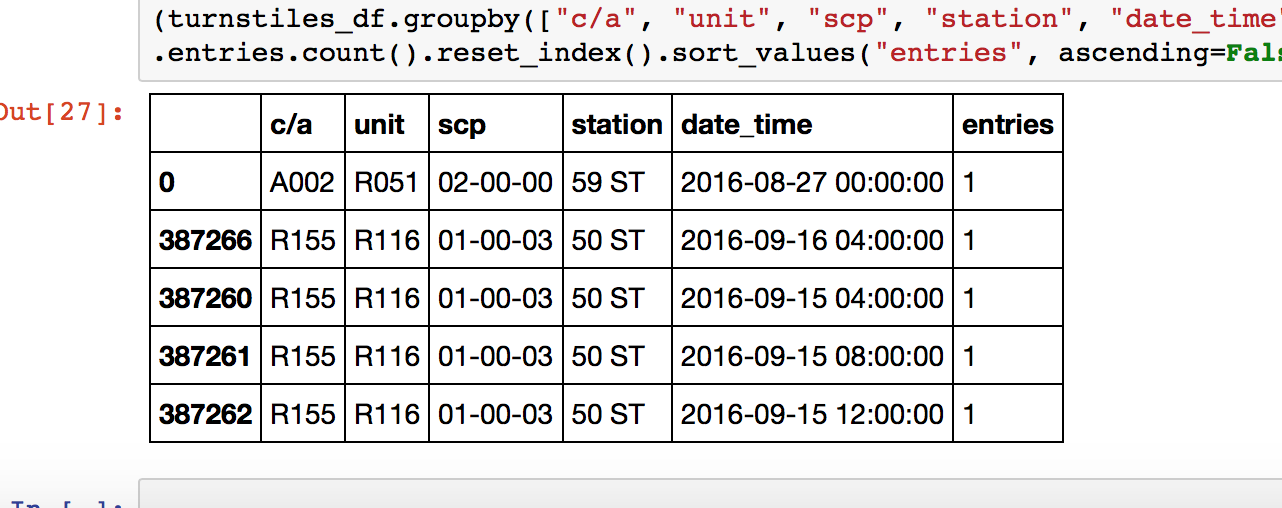 (turnstiles_df.groupby(["c/a", "unit", "scp", "station", "date_time"
.entries.count().reset_index().sort_values("entries", ascending=Fals
Out[27]:
c/a unit scp station date_time entries
0 A002 R051 02-00-00 59 ST 2016-08-27 00:00:00 1
387266 R155 R116 01-00-03 50 ST 2016-09-16 04:00:00 1
387260 R155 R116 01-00-03 50 ST 2016-09-15 04:00:00 1
387261 R155 R116 01-00-03 50 ST 2016-09-15 08:00:00 1
387262 R155 R116 01-00-03 50 ST 2016-09-15 12:00:00 1
In [ ]: